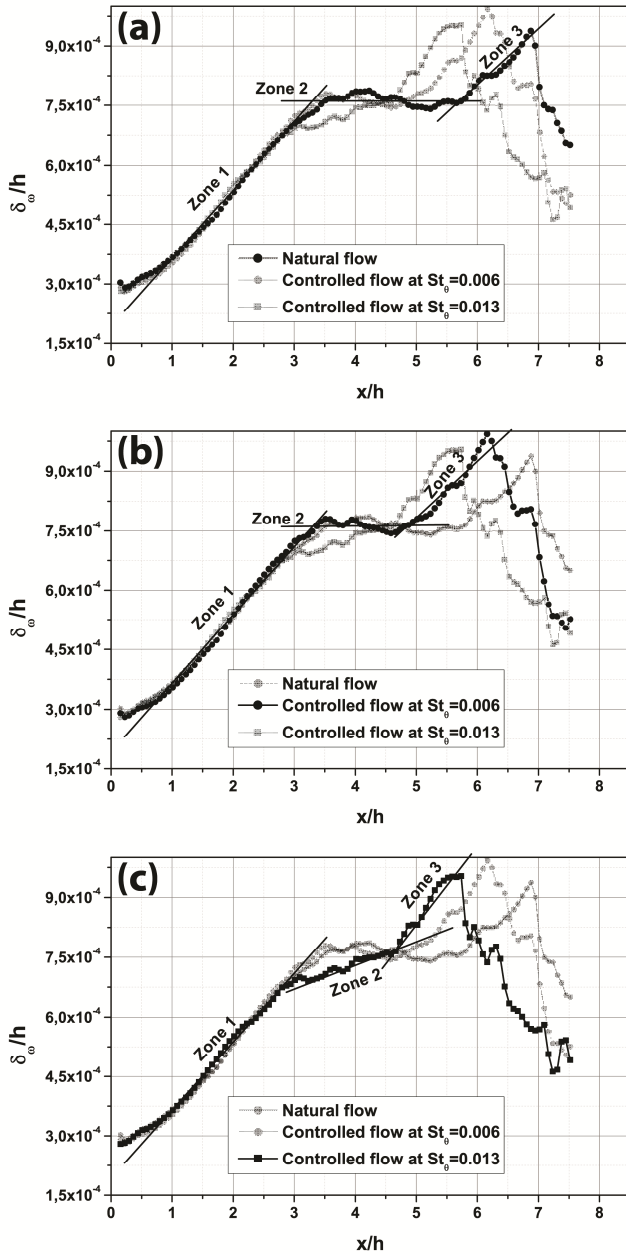 (a)
δω/h
9,0x10⁻⁴
7,5x10⁻⁴
6,0x10⁻⁴
4,5x10⁻⁴
3,0x10⁻⁴
1,5x10⁻⁴
Zone 1
Zone 2
Zone 3
Natural flow
Controlled flow at Stθ=0.006
Controlled flow at Stθ=0.013
0 1 2 3 4 5 6 7 8
x/h
(b)
δω/h
9,0x10⁻⁴
7,5x10⁻⁴
6,0x10⁻⁴
4,5x10⁻⁴
3,0x10⁻⁴
1,5x10⁻⁴
Zone 1
Zone 2
Zone 3
Natural flow
Controlled flow at Stθ=0.006
Controlled flow at Stθ=0.013
0 1 2 3 4 5 6 7 8
x/h
(c)
δω/h
9,0x10⁻⁴
7,5x10⁻⁴
6,0x10⁻⁴
4,5x10⁻⁴
3,0x10⁻⁴
1,5x10⁻⁴
Zone 1
Zone 2
Zone 3
Natural flow
Controlled flow at Stθ=0.006
Controlled flow at Stθ=0.013
0 1 2 3 4 5 6 7 8
x/h